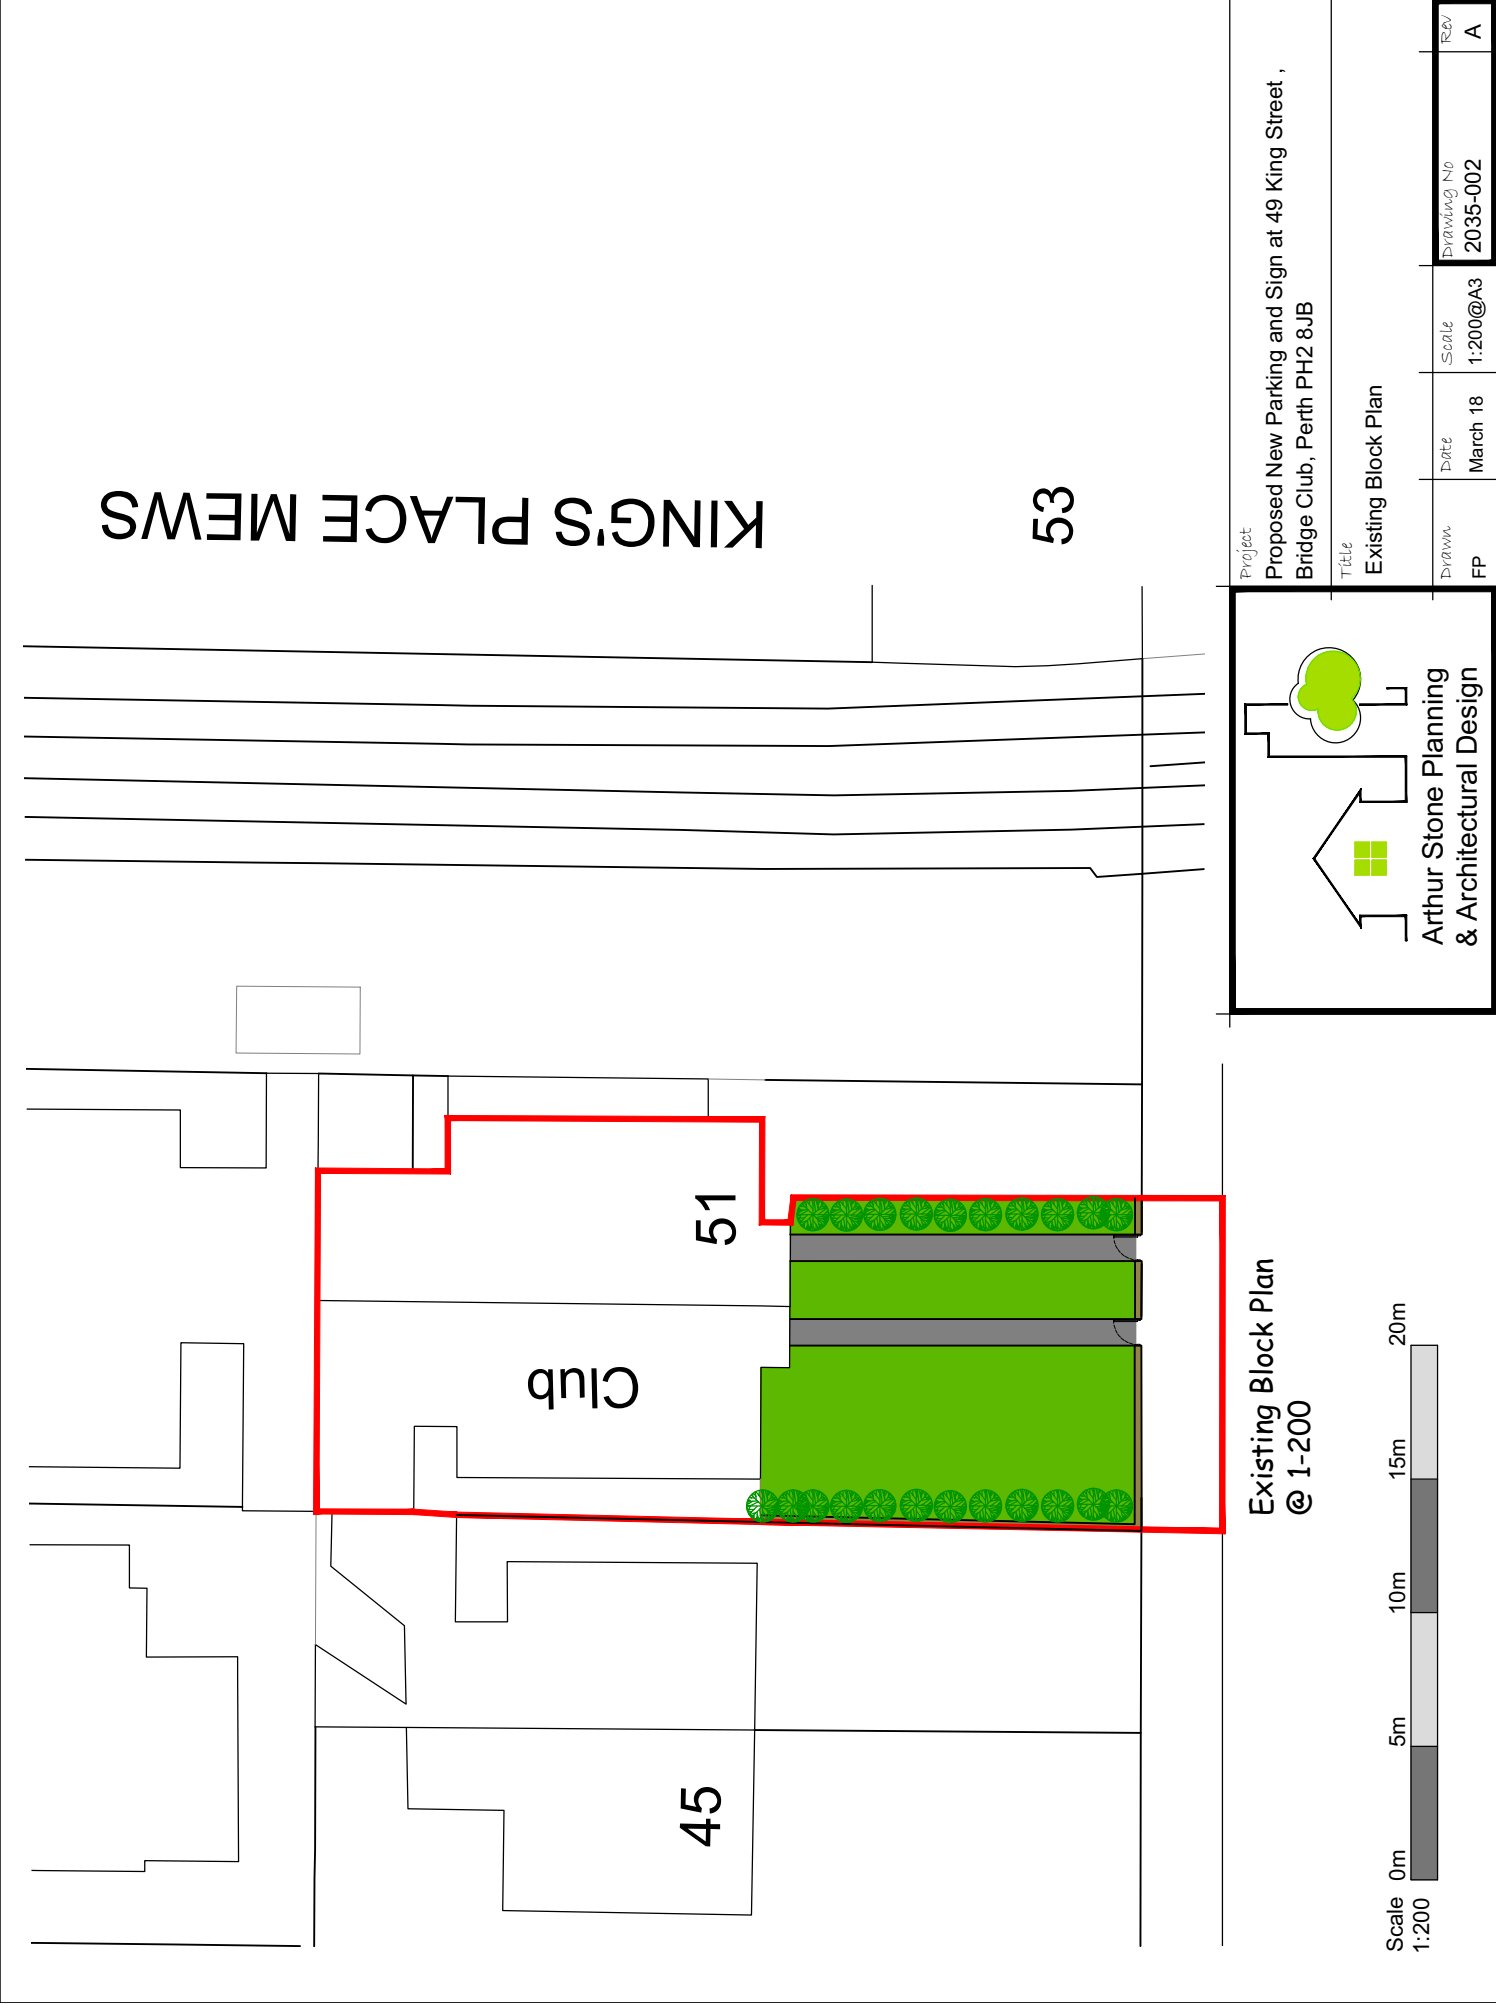 KING'S PLACE MEWS
53
51
Club
45
Existing Block Plan
@ 1-200
Scale
1:200
0m
5m
10m
15m
20m
Arthur Stone Planning
& Architectural Design
Project
Proposed New Parking and Sign at 49 King Street ,
Bridge Club, Perth PH2 8JB
Title
Existing Block Plan
Drawn
FP
Date
March 18
Scale
1:200@A3
Drawing No
2035-002
Rev
A